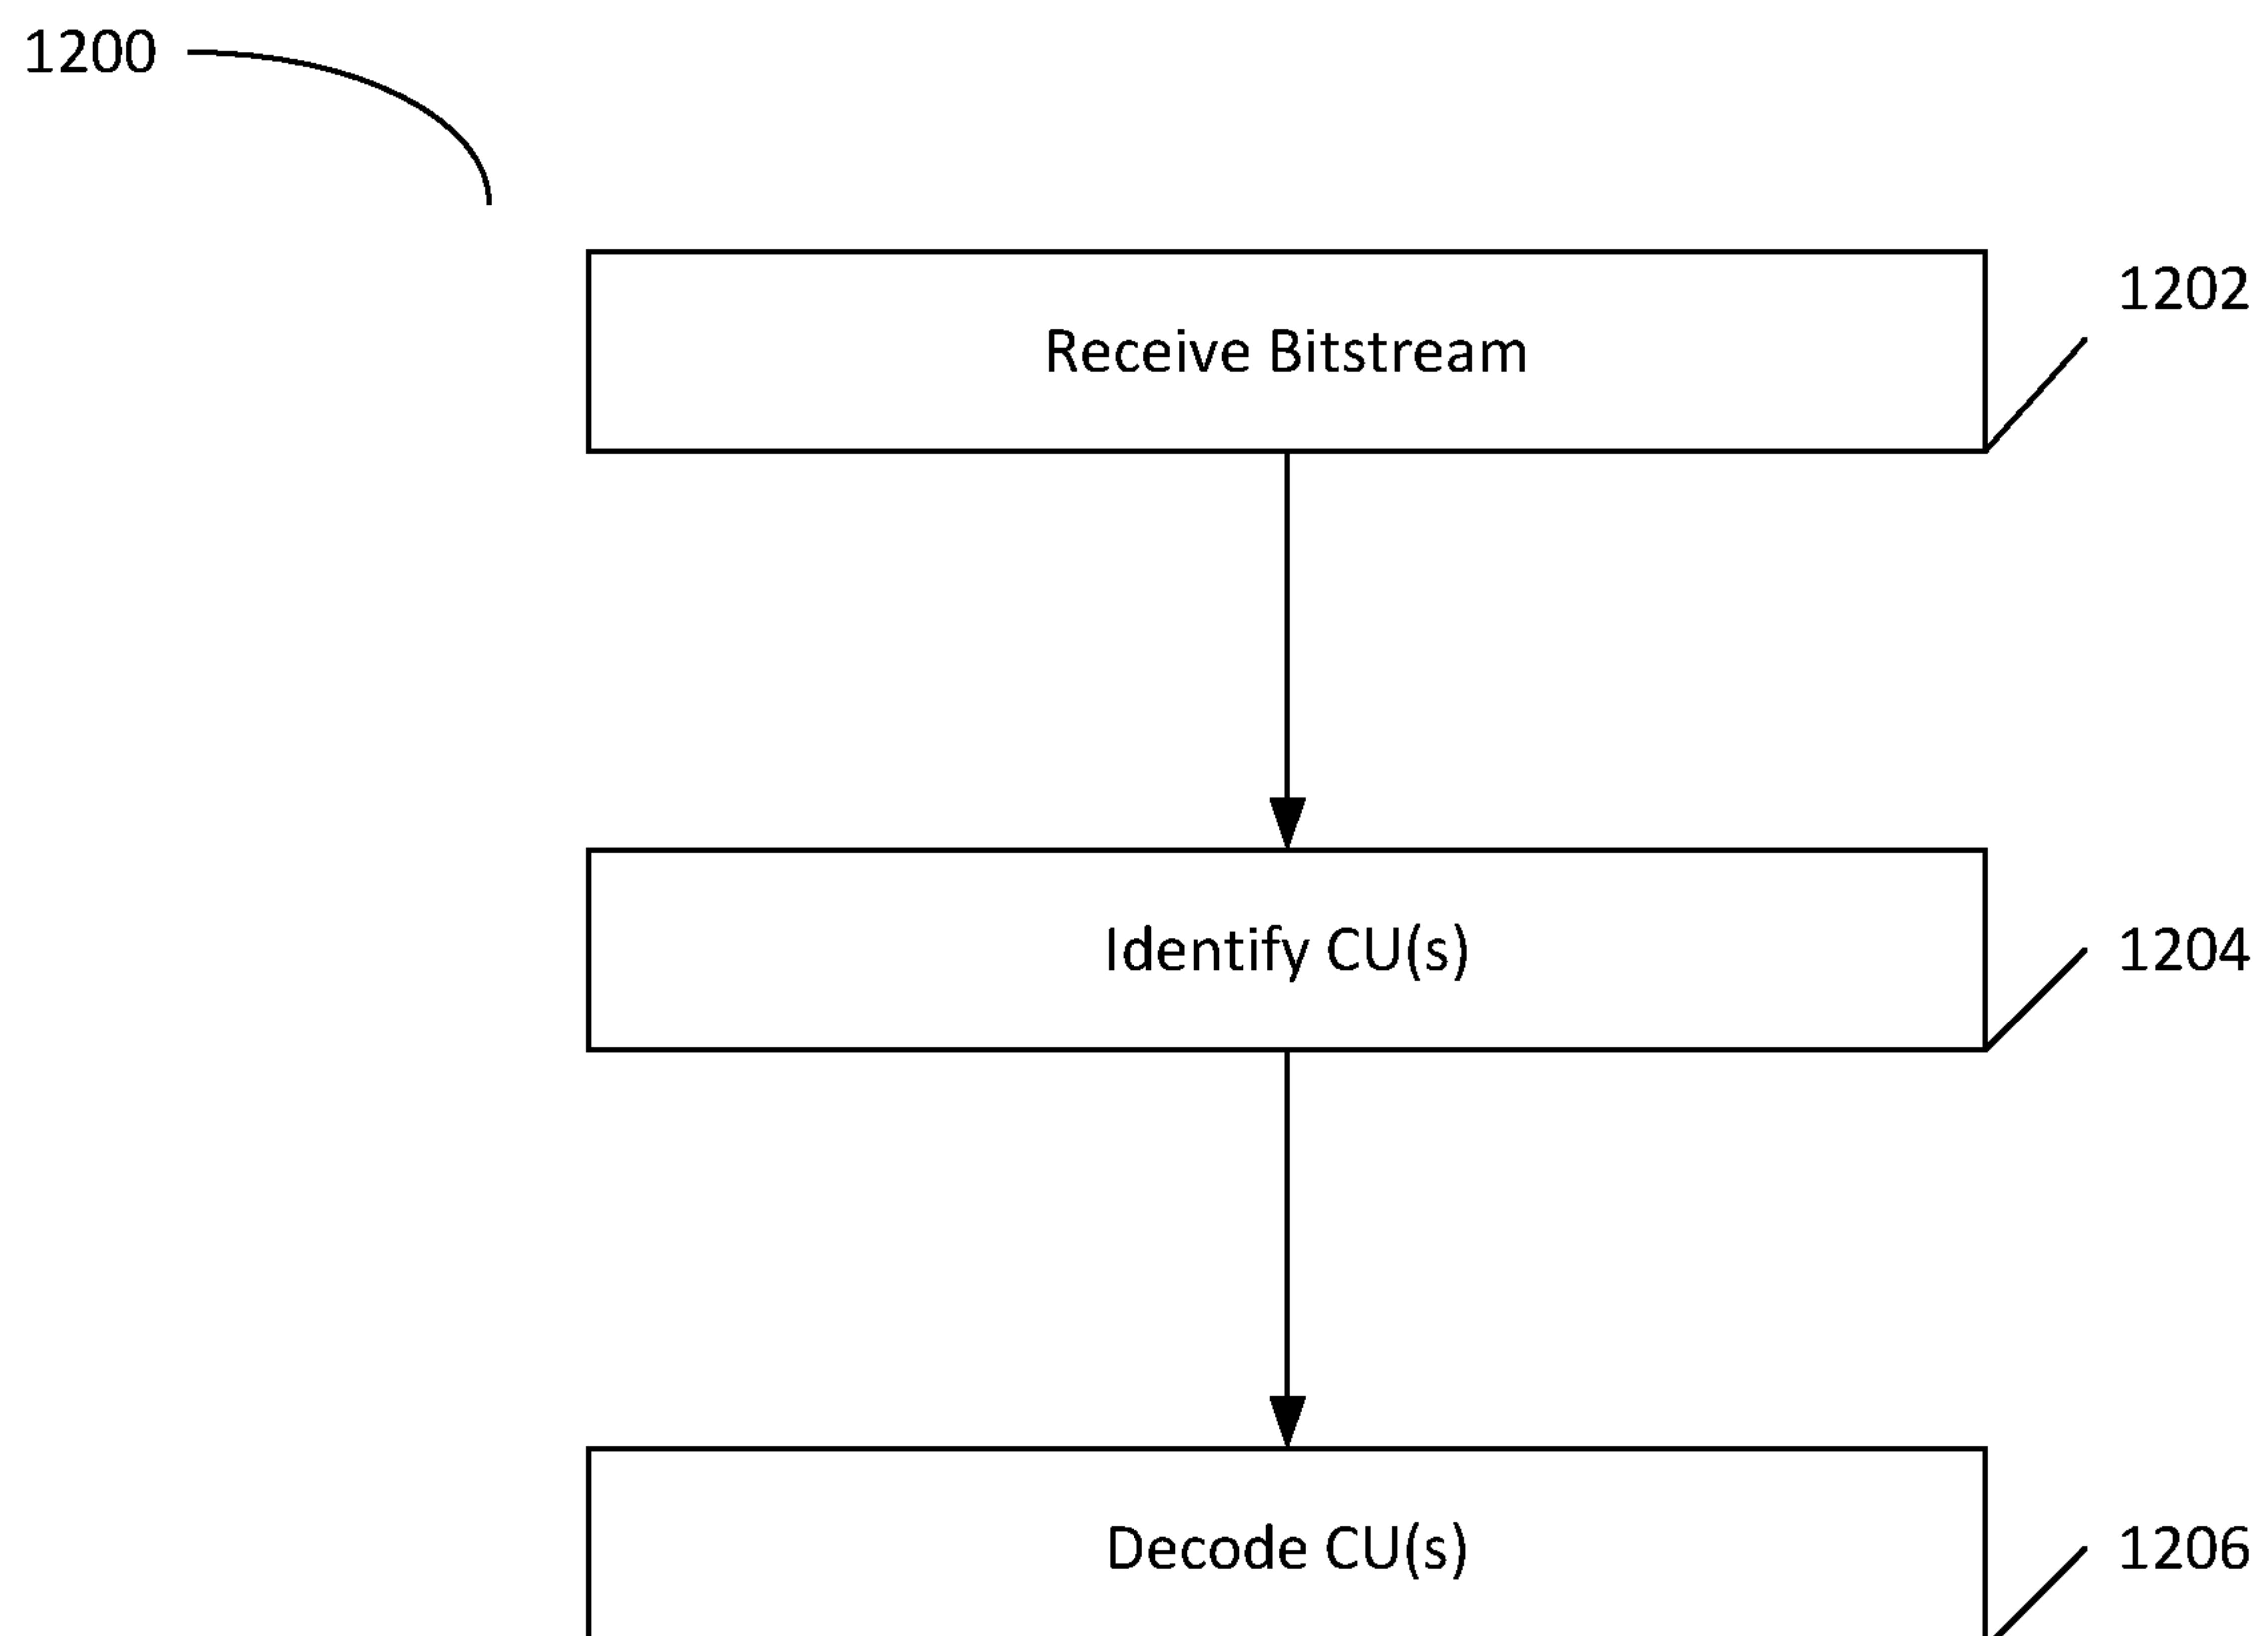 1200
1202
Receive Bitstream
Identify CU(s)
1204
Decode CU(s)
1206